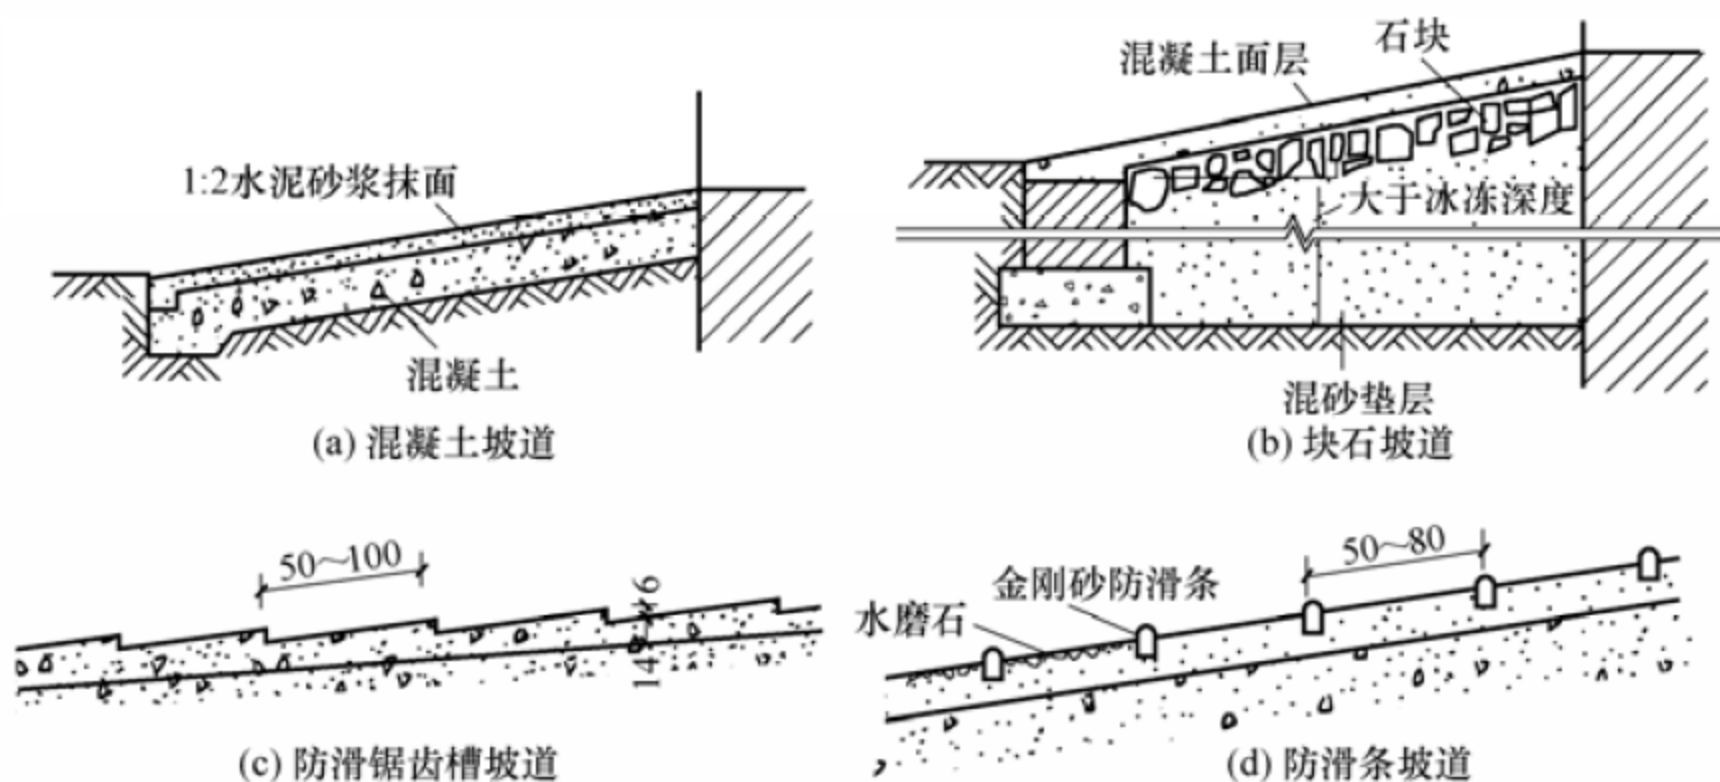 1:2水泥砂浆抹面
混凝土
(a) 混凝土坡道
混凝土面层
石块
大于冰冻深度
混砂垫层
(b) 块石坡道
50～100
6
14
(c) 防滑锯齿槽坡道
50～80
金刚砂防滑条
水磨石
(d) 防滑条坡道